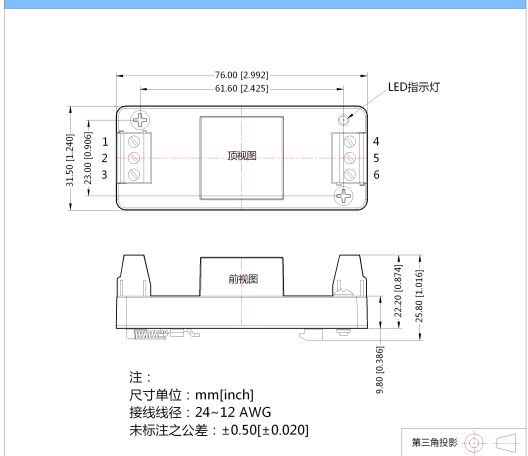 76.00 [2.992]
61.60 [2.425]
LED指示灯
31.50 [1.240]
23.00 [0.906]
1
2
3
顶视图
4
5
6
前视图
22.20 [0.874]
25.80 [1.016]
9.80 [0.386]
注：
尺寸单位：mm[inch]
接线线径：24~12 AWG
未标注之公差：±0.50[±0.020]
第三角投影